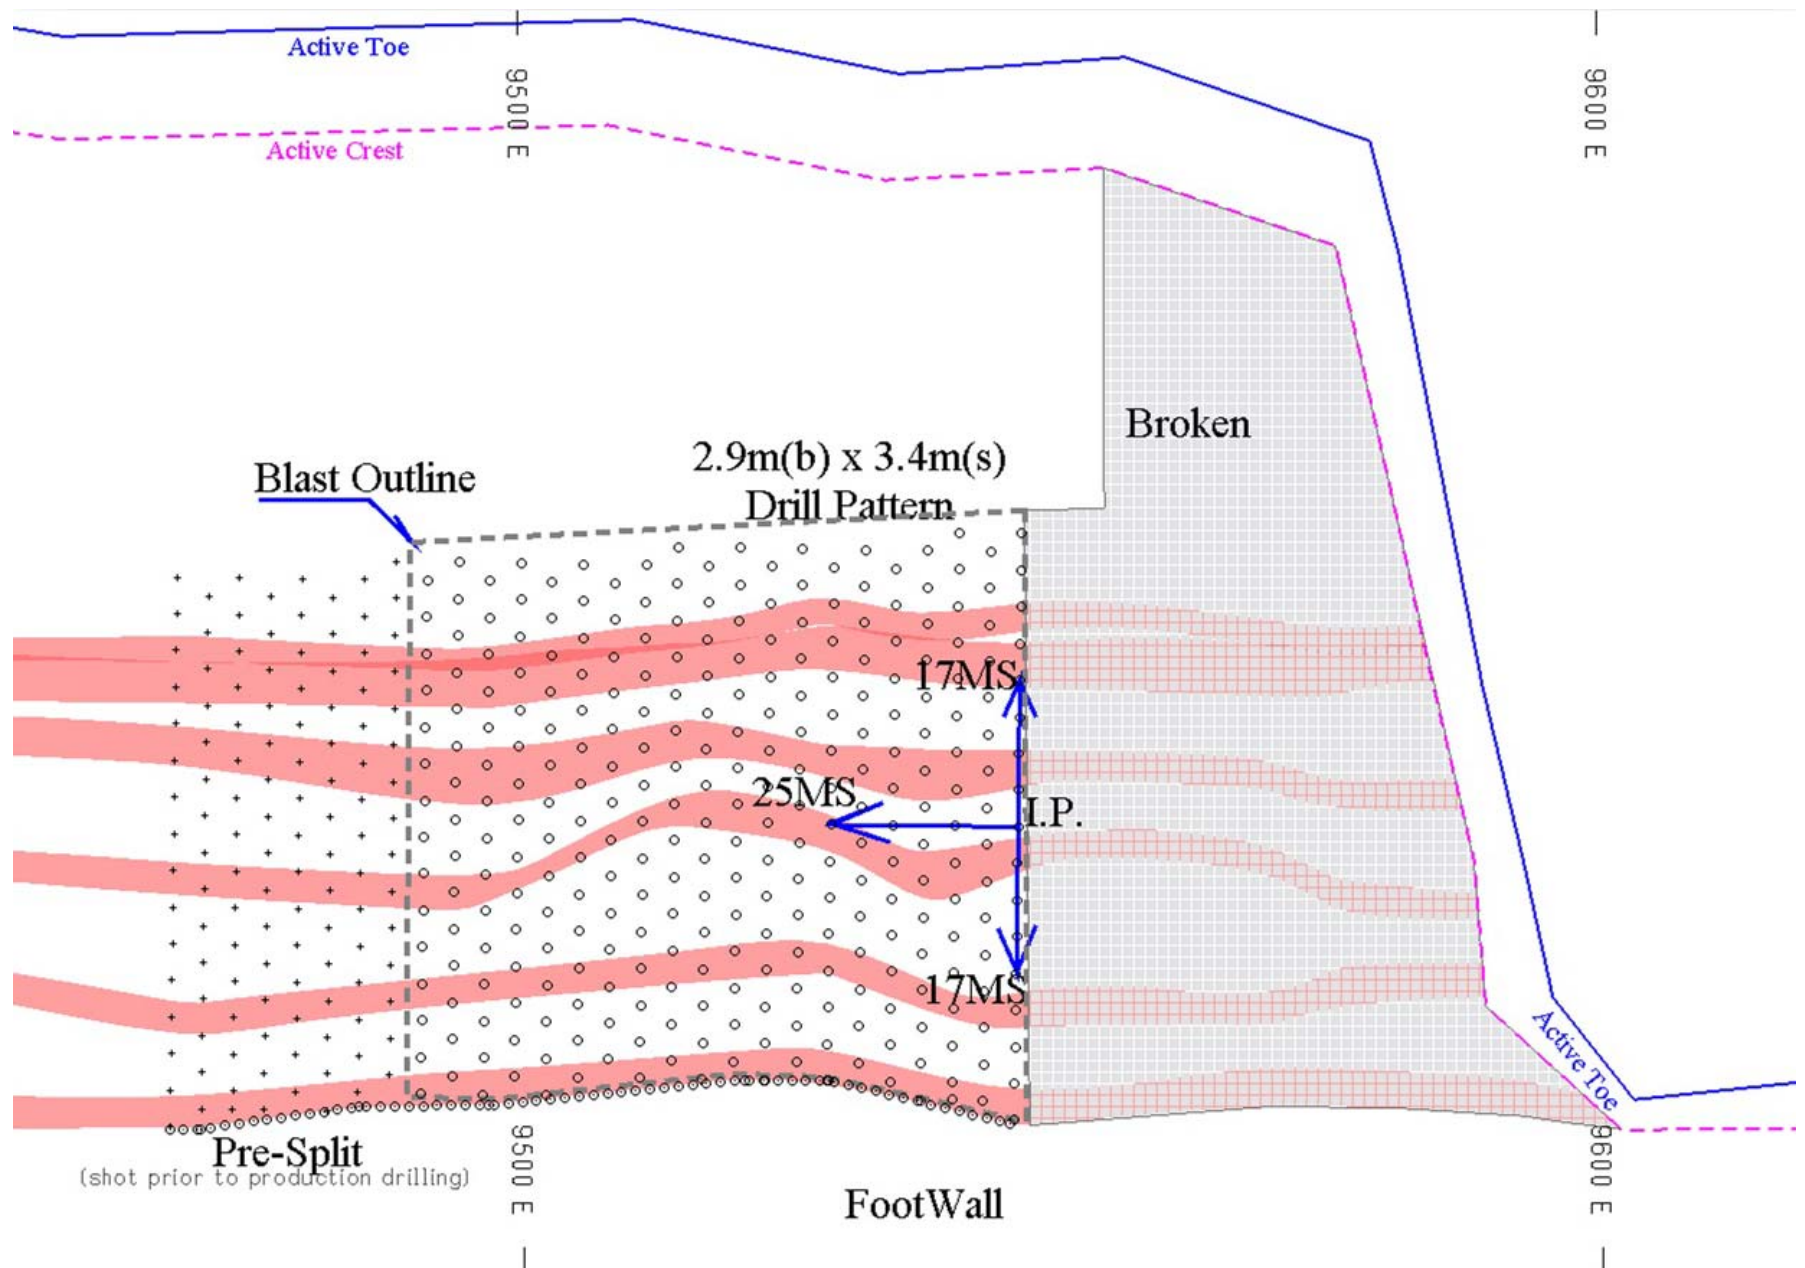 Active Toe
9500 E
9600 E
Active Crest
Broken
2.9m(b) x 3.4m(s)
Drill Pattern
Blast Outline
17MS
25MS
I.P.
17MS
Active Toe
Pre-Split
(shot prior to production drilling)
9500 E
9600 E
FootWall